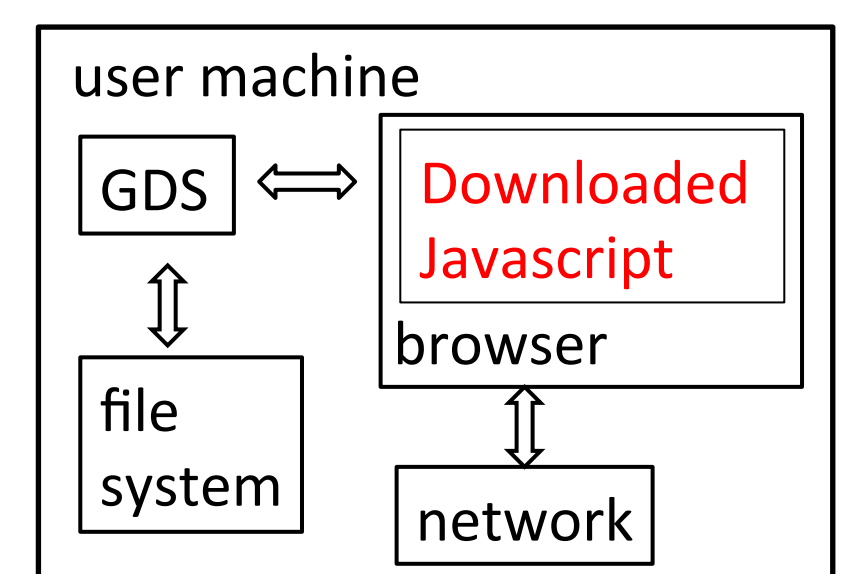 user machine
GDS
Downloaded
Javascript
browser
file
system
network